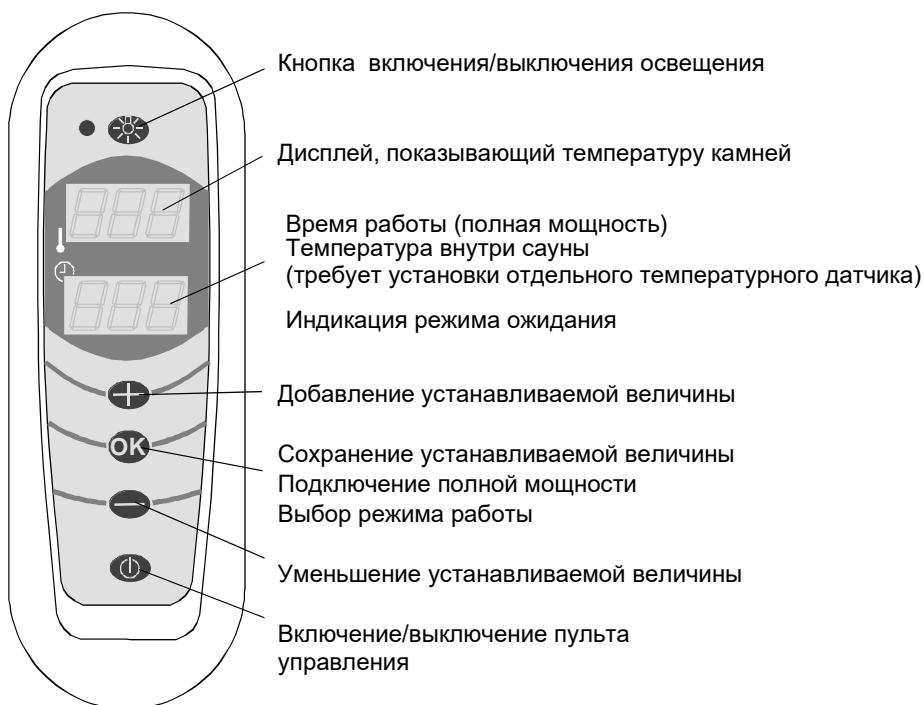 Кнопка включения/выключения освещения
Дисплей, показывающий температуру камней
888
Время работы (полная мощность)
Температура внутри сауны
(требует установки отдельного температурного датчика)
888
Индикация режима ожидания
Добавление устанавливаемой величины
OK
Сохранение устанавливаемой величины
Подключение полной мощности
Выбор режима работы
Уменьшение устанавливаемой величины
Включение/выключение пульта
управления